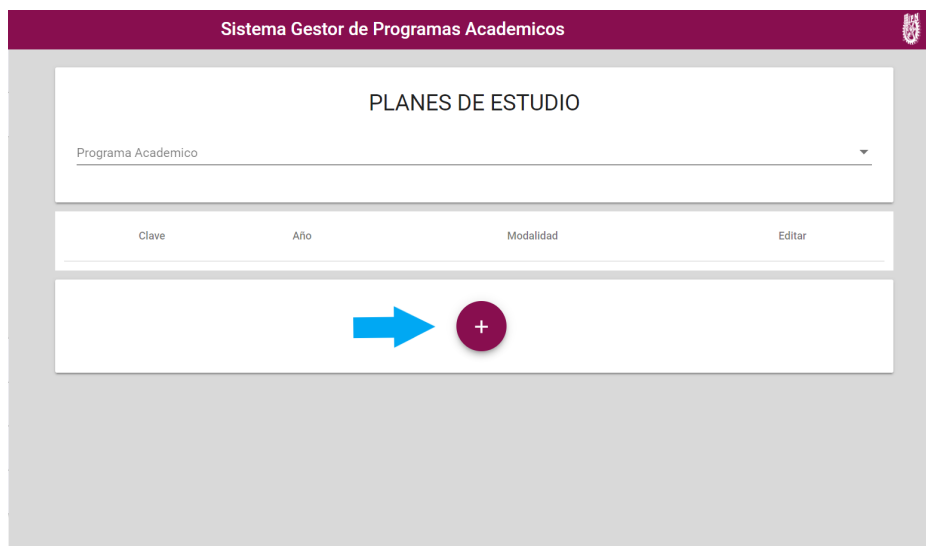 Sistema Gestor de Programas Academicos
PLANES DE ESTUDIO
Programa Academico
Clave Año Modalidad Editar
+